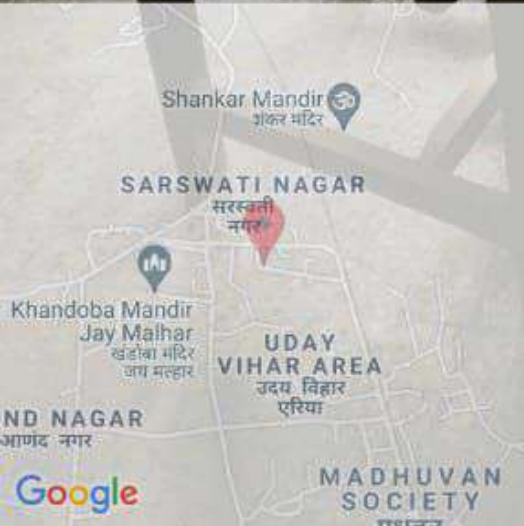 Shankar Mandir
शंकर मंदिर
SARSWATI NAGAR
सरस्वती
नगर
Khandoba Mandir
Jay Malhar
खंडोबा मंदिर
जय मल्हार
UDAY
VIHAR AREA
उदय विहार
एरिया
ND NAGAR
आणंद नगर
Google
MADHUVAN
SOCIETY